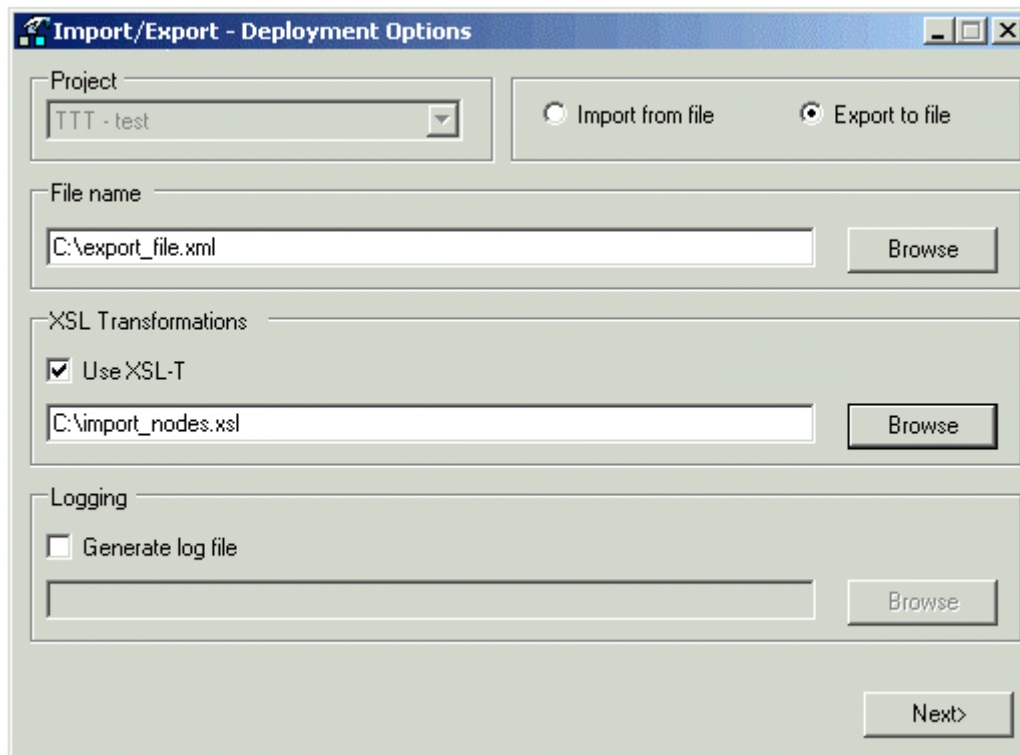 Import/Export - Deployment Options
Project
TTT - test
Import from file
Export to file
File name
C:\export_file.xml
Browse
XSL Transformations
Use XSL-T
C:\import_nodes.xsl
Browse
Logging
Generate log file
Browse
Next>